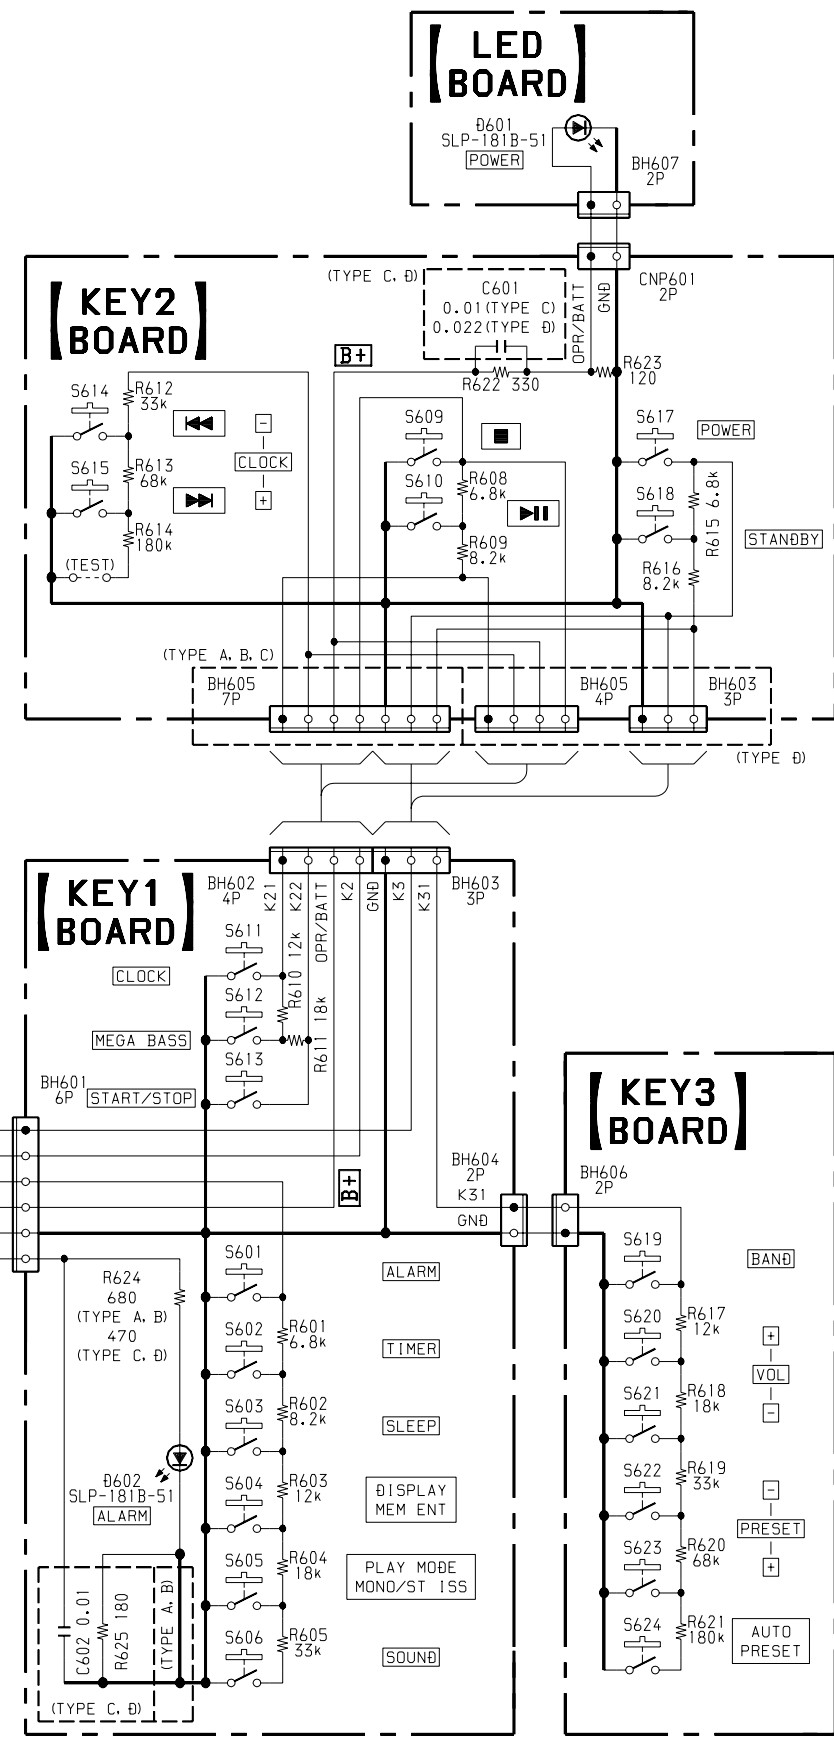 LED
BOARD
D601
SLP-181B-51
POWER
BH607
2P
(TYPE C, D)
C601
0.01(TYPE C)
0.022(TYPE D)
OPR/BATT
GND
CNP601
2P
KEY2
BOARD
B+
R622 330
R623
120
S614
R612
33k
S615
R613
68k
R614
180k
(TEST)
-
CLOCK
+
S609
S610
R608
6.8k
R609
8.2k
S617
POWER
S618
R615 6.8k
R616
8.2k
STANDBY
(TYPE A, B, C)
BH605
7P
BH605
4P
BH603
3P
(TYPE D)
KEY1
BOARD
BH602
4P
K21
K22
OPR/BATT
K2
GND
K3
K31
BH603
3P
S611
CLOCK
R610 12k
S612
MEGA BASS
R611 18k
S613
START/STOP
BH601
6P
B+
BH604
2P
K31
GND
S601
ALARM
R624
680
(TYPE A, B)
470
(TYPE C, D)
R601
6.8k
S602
TIMER
R602
8.2k
S603
SLEEP
D602
SLP-181B-51
ALARM
R603
12k
S604
DISPLAY
MEM ENT
R604
18k
S605
PLAY MODE
MONO/ST ISS
R605
33k
S606
SOUND
C602 0.01
R625 180
(TYPE A, B)
(TYPE C, D)
KEY3
BOARD
BH606
2P
S619
BAND
R617
12k
S620
+
VOL
-
R618
18k
S621
R619
33k
S622
-
PRESET
+
R620
68k
S623
R621
180k
S624
AUTO
PRESET